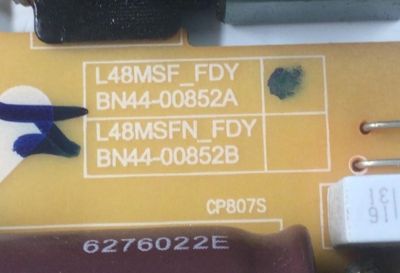 L48MSF_FDY
BN44-00852A
L48MSFN_FDY
BN44-00852B
CP807S
6276022E